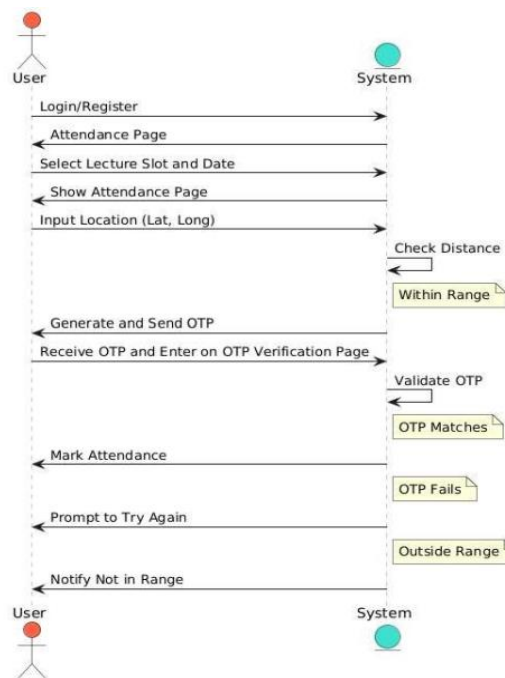 User
System
Login/Register
Attendance Page
Select Lecture Slot and Date
Show Attendance Page
Input Location (Lat, Long)
Check Distance
Within Range
Generate and Send OTP
Receive OTP and Enter on OTP Verification Page
Validate OTP
OTP Matches
Mark Attendance
OTP Fails
Prompt to Try Again
Outside Range
Notify Not in Range
User
System